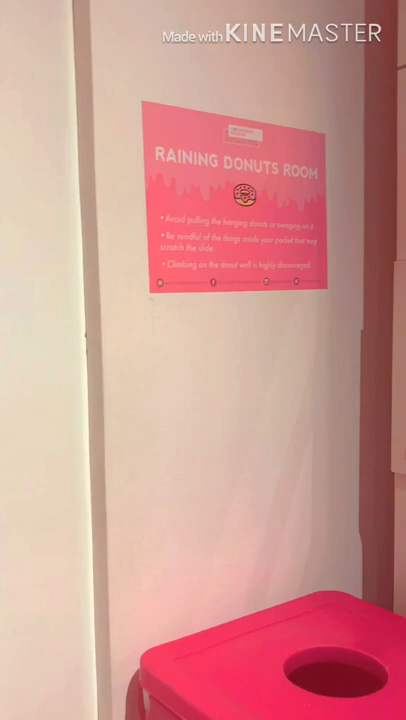 Made with KINEMASTER
RAINING DONUTS ROOM
• Avoid pulling the hanging donuts or swinging on it
• Be mindful of the things inside your pocket that may
scratch the slide.
• Climbing on the donut wall is highly discouraged.